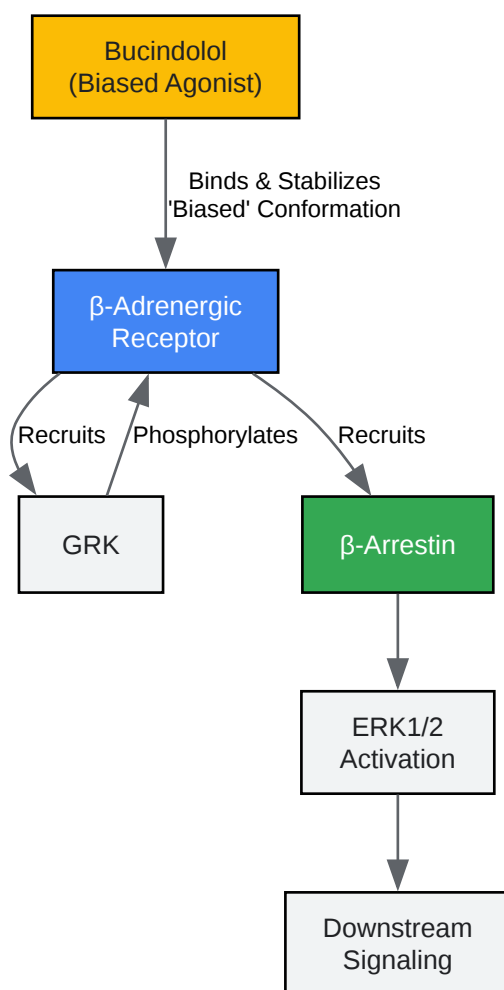 Bucindolol
(Biased Agonist)
Binds & Stabilizes
'Biased' Conformation
β-Adrenergic
Receptor
Recruits
Phosphorylates
Recruits
GRK
β-Arrestin
ERK1/2
Activation
Downstream
Signaling